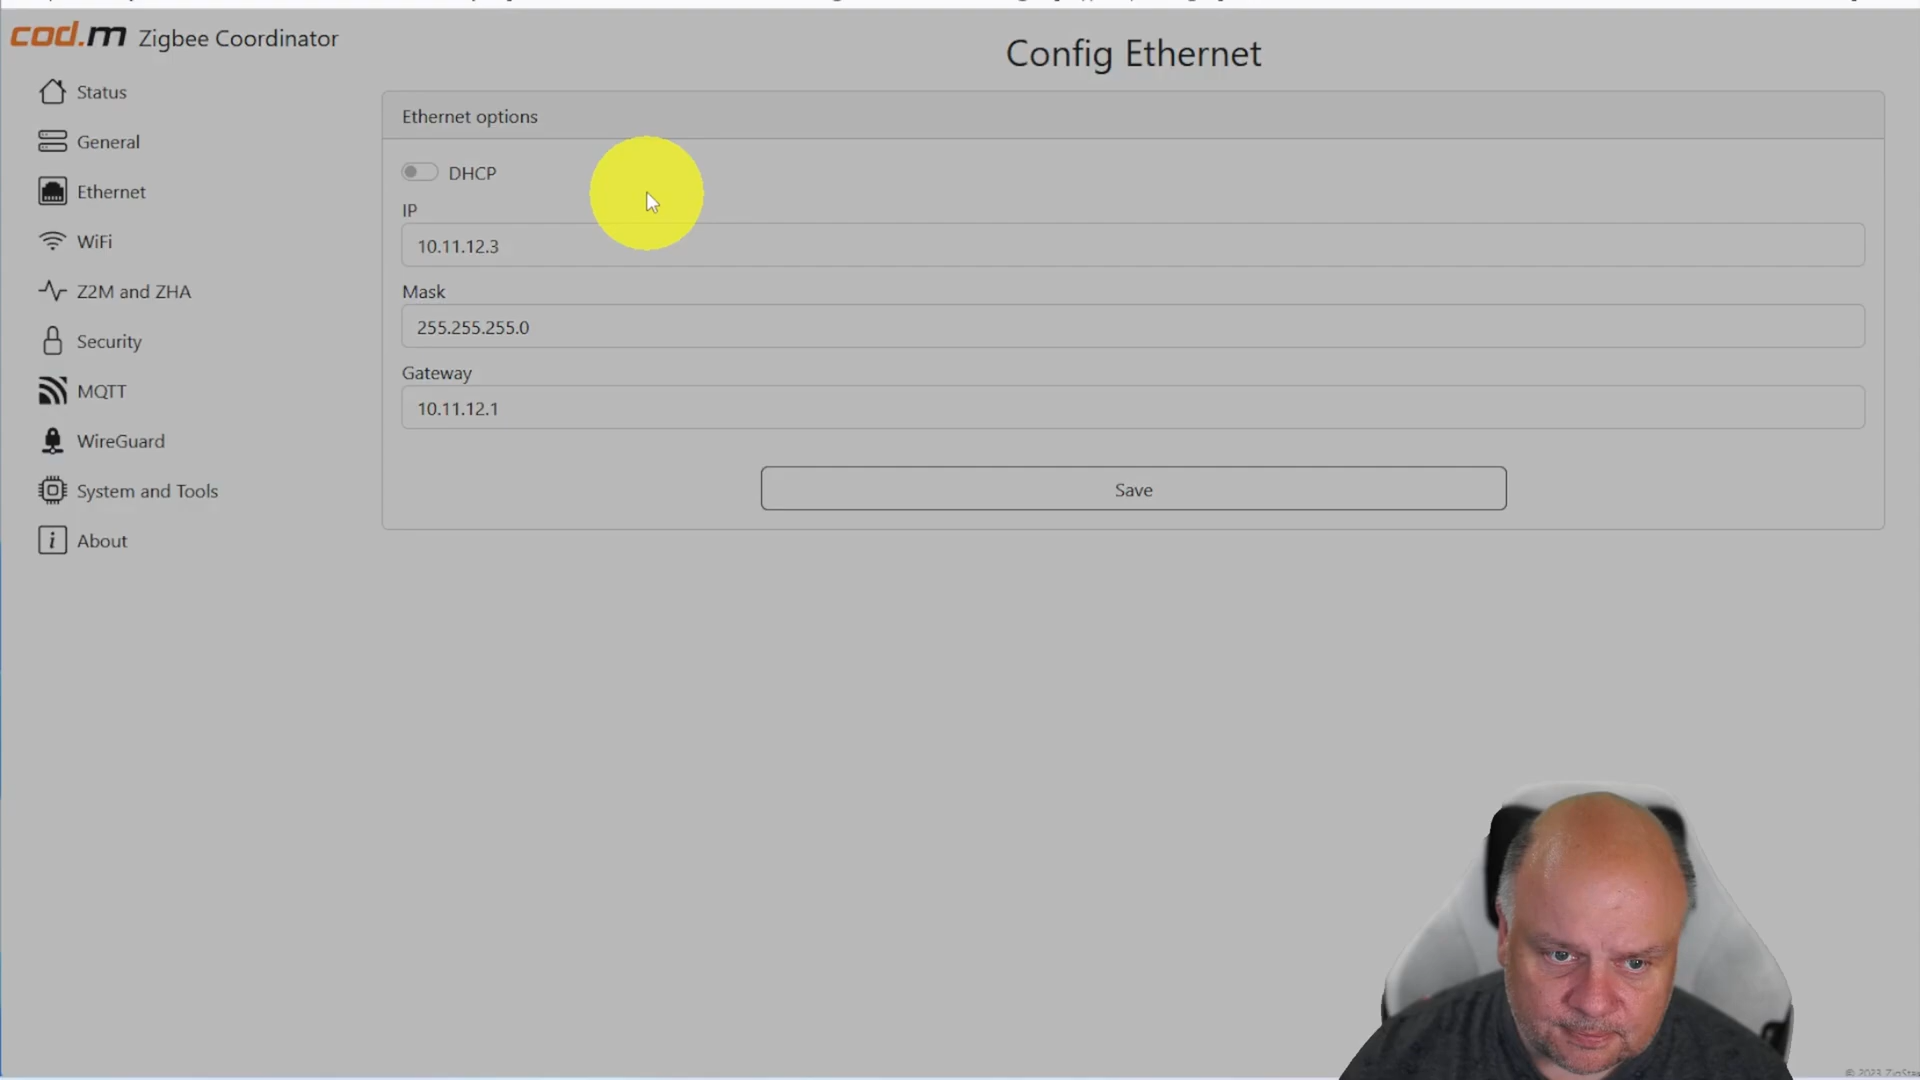 cod.m Zigbee Coordinator
Config Ethernet
Status
General
Ethernet
WiFi
Z2M and ZHA
Security
MQTT
WireGuard
System and Tools
About
Ethernet options
DHCP
IP
10.11.12.3
Mask
255.255.255.0
Gateway
10.11.12.1
Save
© 2023